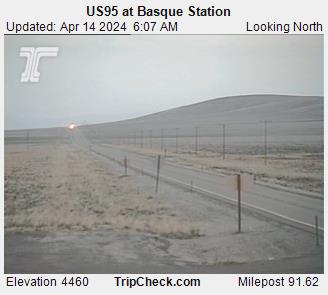 US95 at Basque Station
Updated: Apr 14 2024 6:07 AM Looking North
Elevation 4460 TripCheck.com Milepost 91.62